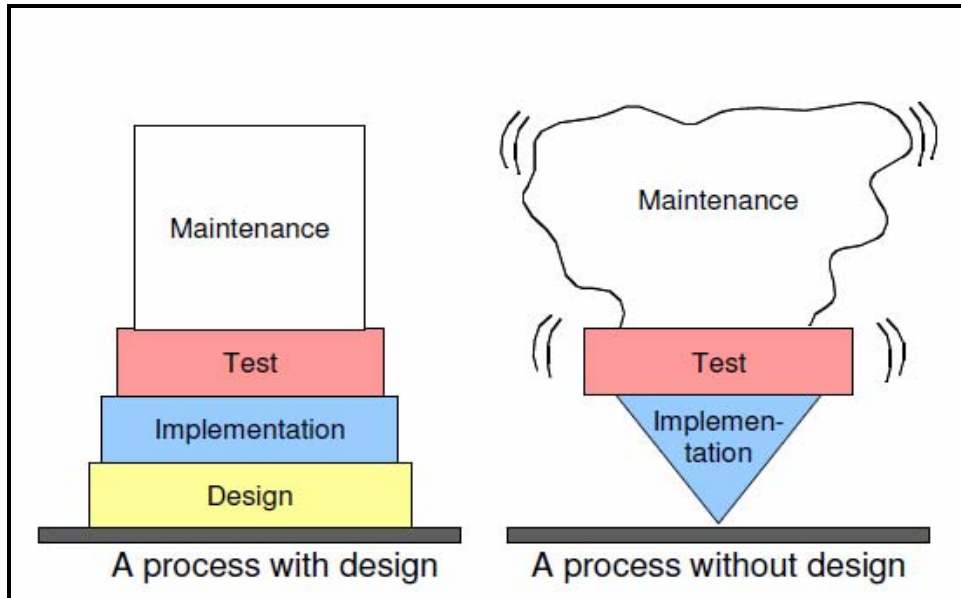 Maintenance
Test
Implementation
Design
A process with design
Maintenance
Test
Implemen-
tation
A process without design